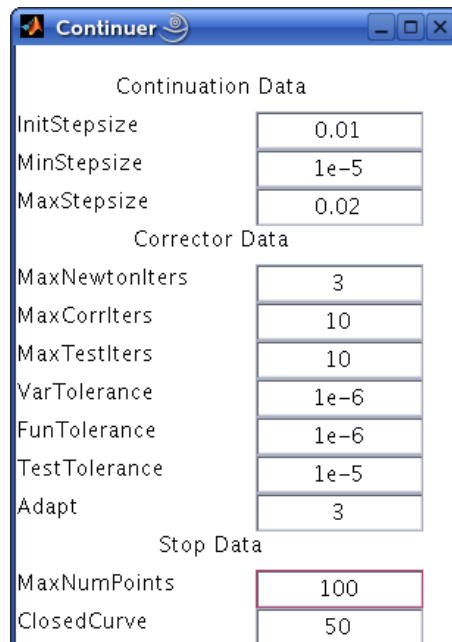 Continuer
Continuation Data
InitStepsize 0.01
MinStepsize 1e-5
MaxStepsize 0.02
Corrector Data
MaxNewtonIters 3
MaxCorrIters 10
MaxTestIters 10
VarTolerance 1e-6
FunTolerance 1e-6
TestTolerance 1e-5
Adapt 3
Stop Data
MaxNumPoints 100
ClosedCurve 50